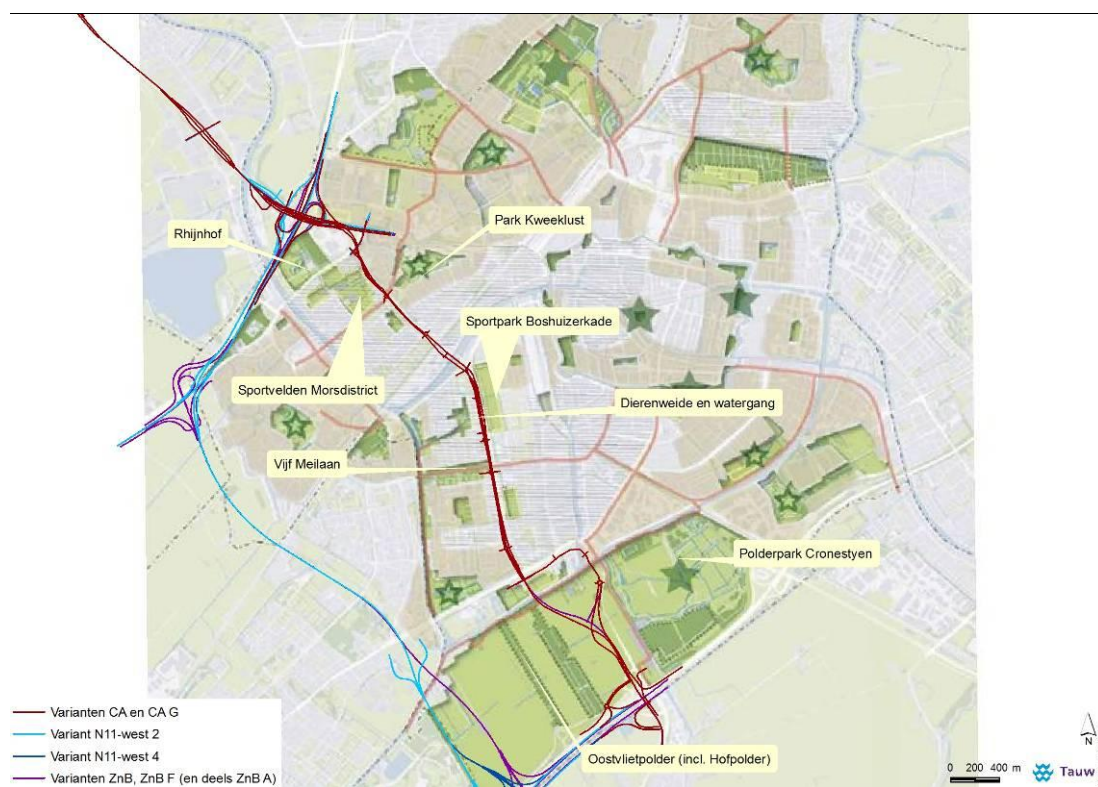 Park Kweeklust
Rhijnhof
Sportpark Boshuizerkade
Sportvelden Morsdistrict
Dierenweide en watergang
Vijf Meilaan
Polderpark Cronestyen
Oostvlietpolder (incl. Hofpolder)
Varianten CA en CA G
Variant N11-west 2
Variant N11-west 4
Varianten ZnB, ZnB F (en deels ZnB A)
N
0 200 400 m
Tauw